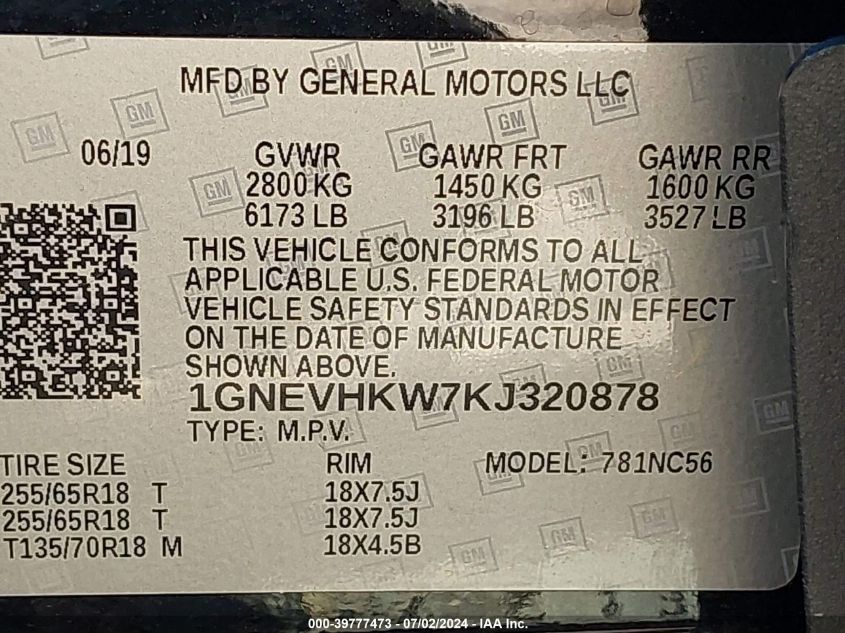 MFD BY GENERAL MOTORS LLC
06/19 GVWR GAWR FRT GAWR RR
2800 KG 1450 KG 1600 KG
6173 LB 3196 LB 3527 LB
THIS VEHICLE CONFORMS TO ALL
APPLICABLE U.S. FEDERAL MOTOR
VEHICLE SAFETY STANDARDS IN EFFECT
ON THE DATE OF MANUFACTURE
SHOWN ABOVE.
1GNEVHKW7KJ320878
TYPE: M.P.V.
TIRE SIZE RIM MODEL: 781NC56
255/65R18 T 18X7.5J
255/65R18 T 18X7.5J
T135/70R18 M 18X4.5B
000-39777473 - 07/02/2024 - IAA Inc.